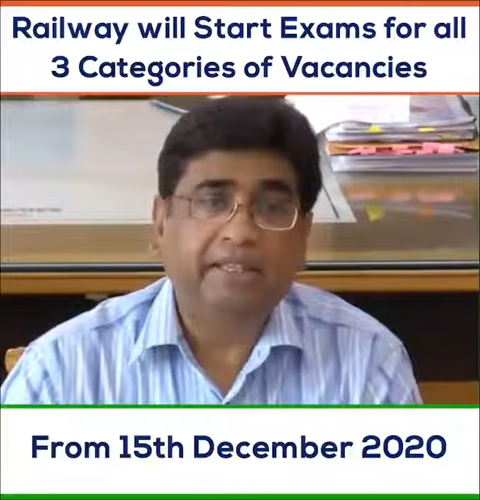 Railway will Start Exams for all
3 Categories of Vacancies
From 15th December 2020